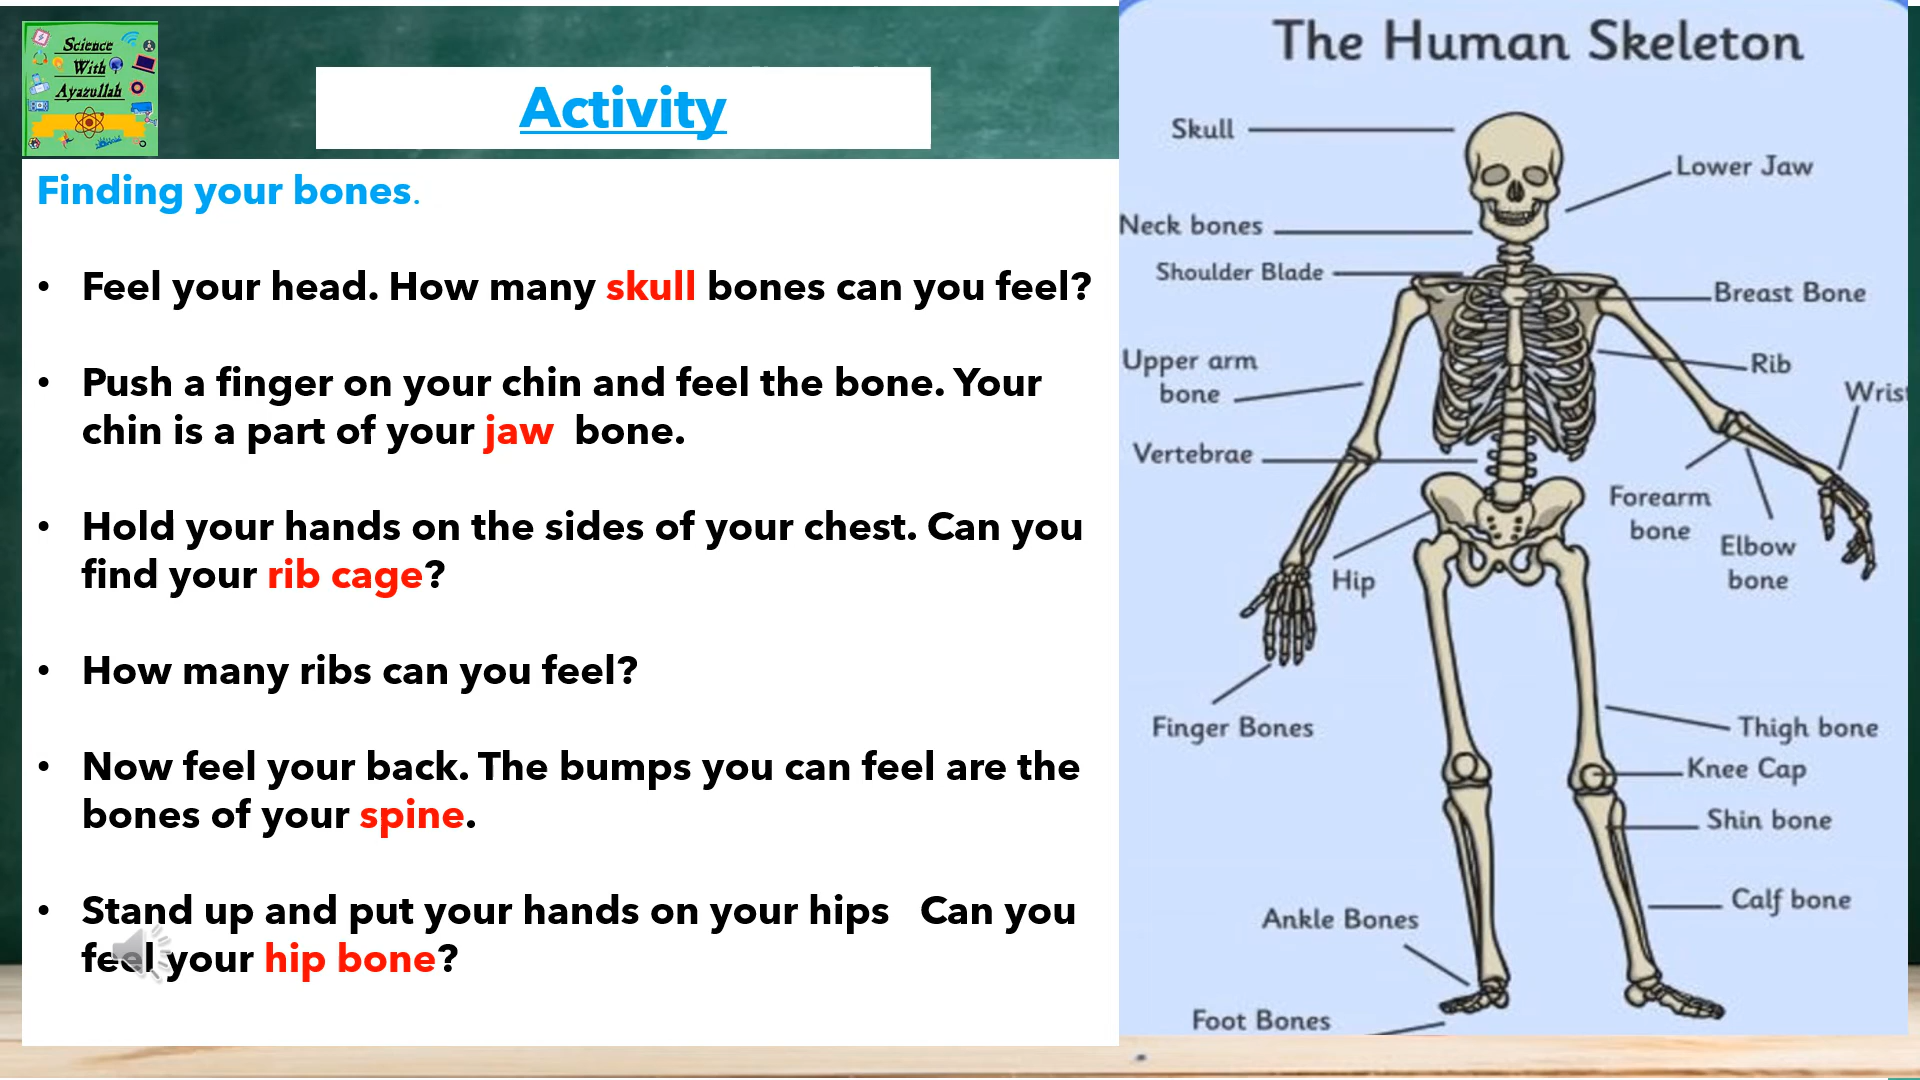 Science
With
Ayazullah
Activity
Finding your bones.
• Feel your head. How many skull bones can you feel?
• Push a finger on your chin and feel the bone. Your
chin is a part of your jaw bone.
• Hold your hands on the sides of your chest. Can you
find your rib cage?
• How many ribs can you feel?
• Now feel your back. The bumps you can feel are the
bones of your spine.
• Stand up and put your hands on your hips Can you
feel your hip bone?
The Human Skeleton
Skull
Lower Jaw
Neck bones
Shoulder Blade
Breast Bone
Upper arm
bone
Rib
Wrist
Vertebrae
Forearm
bone
Elbow
bone
Hip
Finger Bones
Thigh bone
Knee Cap
Shin bone
Calf bone
Ankle Bones
Foot Bones